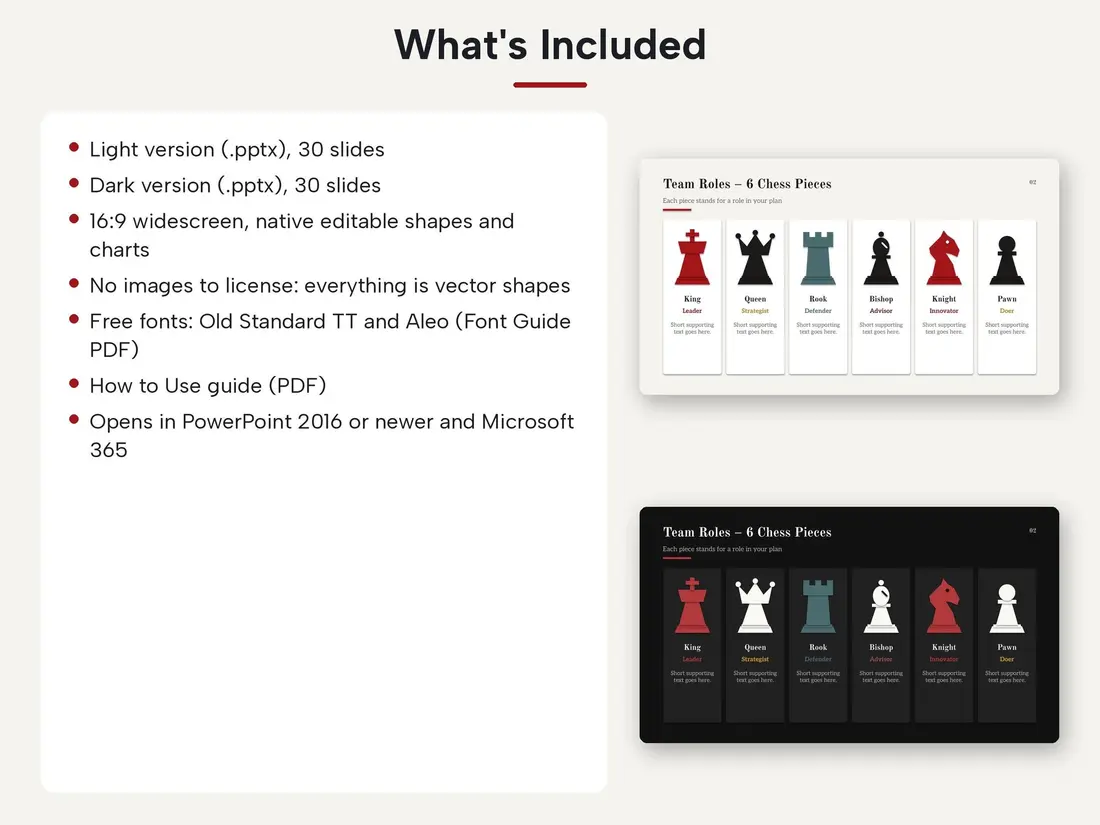 What's Included
Light version (.pptx), 30 slides
Dark version (.pptx), 30 slides
16:9 widescreen, native editable shapes and
charts
No images to license: everything is vector shapes
Free fonts: Old Standard TT and Aleo (Font Guide
PDF)
How to Use guide (PDF)
Opens in PowerPoint 2016 or newer and Microsoft
365
Team Roles – 6 Chess Pieces
02
Each piece stands for a role in your plan
King
Leader
Short supporting
text goes here.
Queen
Strategist
Short supporting
text goes here.
Rook
Defender
Short supporting
text goes here.
Bishop
Advisor
Short supporting
text goes here.
Knight
Innovator
Short supporting
text goes here.
Pawn
Doer
Short supporting
text goes here.
Team Roles – 6 Chess Pieces
02
Each piece stands for a role in your plan
King
Leader
Short supporting
text goes here.
Queen
Strategist
Short supporting
text goes here.
Rook
Defender
Short supporting
text goes here.
Bishop
Advisor
Short supporting
text goes here.
Knight
Innovator
Short supporting
text goes here.
Pawn
Doer
Short supporting
text goes here.